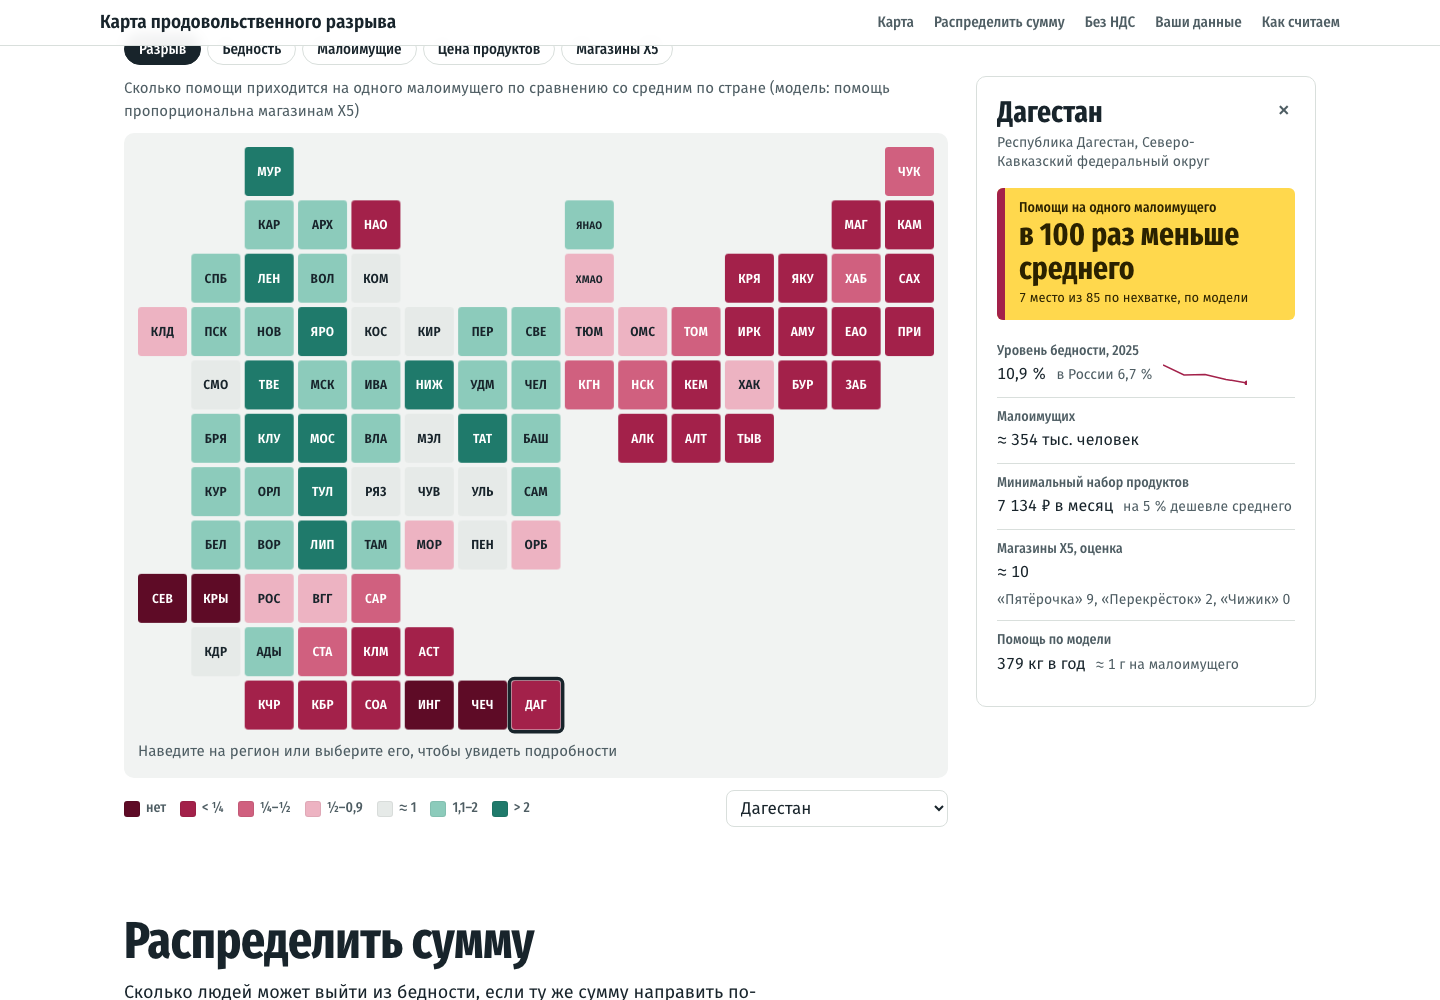 Карта продовольственного разрыва
Карта Распределить сумму Без НДС Ваши данные Как считаем
Разрыв Бедность Малоимущие Цена продуктов Магазины X5
Сколько помощи приходится на одного малоимущего по сравнению со средним по стране (модель: помощь
пропорциональна магазинам X5)
МУР ЧУК
КАР АРХ НАО ЯНАО МАГ КАМ
СПБ ЛЕН ВОЛ КОМ ХМАО КРЯ ЯКУ ХАБ САХ
КЛД ПСК НОВ ЯРО КОС КИР ПЕР СВЕ ТЮМ ОМС ТОМ ИРК АМУ ЕАО ПРИ
СМО ТВЕ МСК ИВА НИЖ УДМ ЧЕЛ КГН НСК КЕМ ХАК БУР ЗАБ
БРЯ КЛУ МОС ВЛА МЭЛ ТАТ БАШ АЛК АЛТ ТЫВ
КУР ОРЛ ТУЛ РЯЗ ЧУВ УЛЬ САМ
БЕЛ ВОР ЛИП ТАМ МОР ПЕН ОРБ
СЕВ КРЫ РОС ВГГ САР
КДР АДЫ СТА КЛМ АСТ
КЧР КБР СОА ИНГ ЧЕЧ ДАГ
Наведите на регион или выберите его, чтобы увидеть подробности
нет < ¼ ¼–½ ½–0,9 ≈ 1 1,1–2 > 2
Дагестан
Дагестан ×
Республика Дагестан, Северо-
Кавказский федеральный округ
Помощи на одного малоимущего
в 100 раз меньше
среднего
7 место из 85 по нехватке, по модели
Уровень бедности, 2025
10,9 % в России 6,7 %
Малоимущих
≈ 354 тыс. человек
Минимальный набор продуктов
7 134 ₽ в месяц на 5 % дешевле среднего
Магазины X5, оценка
≈ 10
«Пятёрочка» 9, «Перекрёсток» 2, «Чижик» 0
Помощь по модели
379 кг в год ≈ 1 г на малоимущего
Распределить сумму
Сколько людей может выйти из бедности, если ту же сумму направить по-